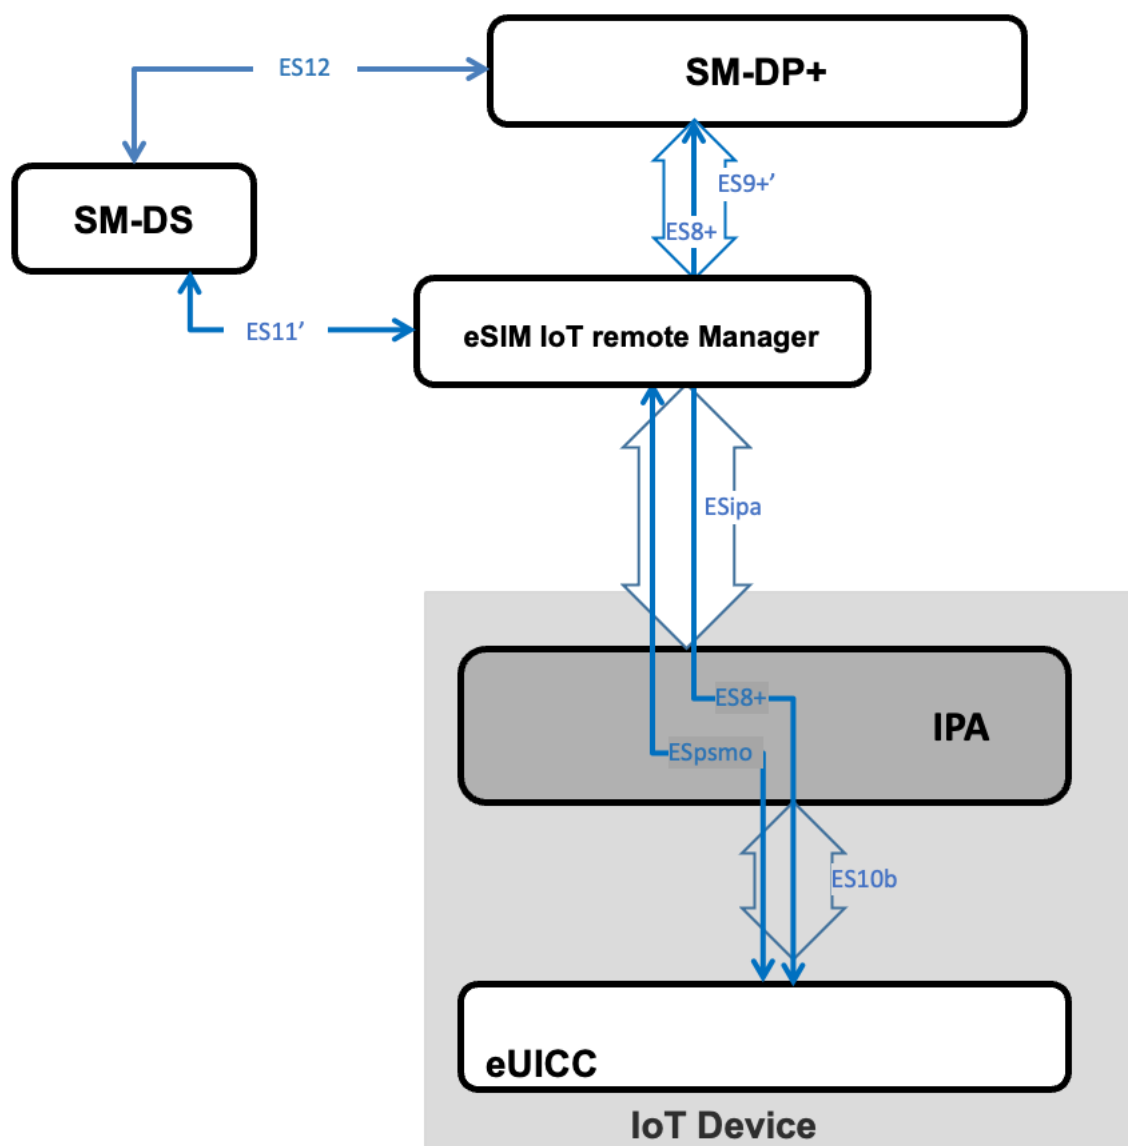 ES12
SM-DP+
ES9+’
SM-DS
ES8+
ES11’
eSIM IoT remote Manager
ESipa
ES8+
IPA
ESpsmo
ES10b
eUICC
IoT Device